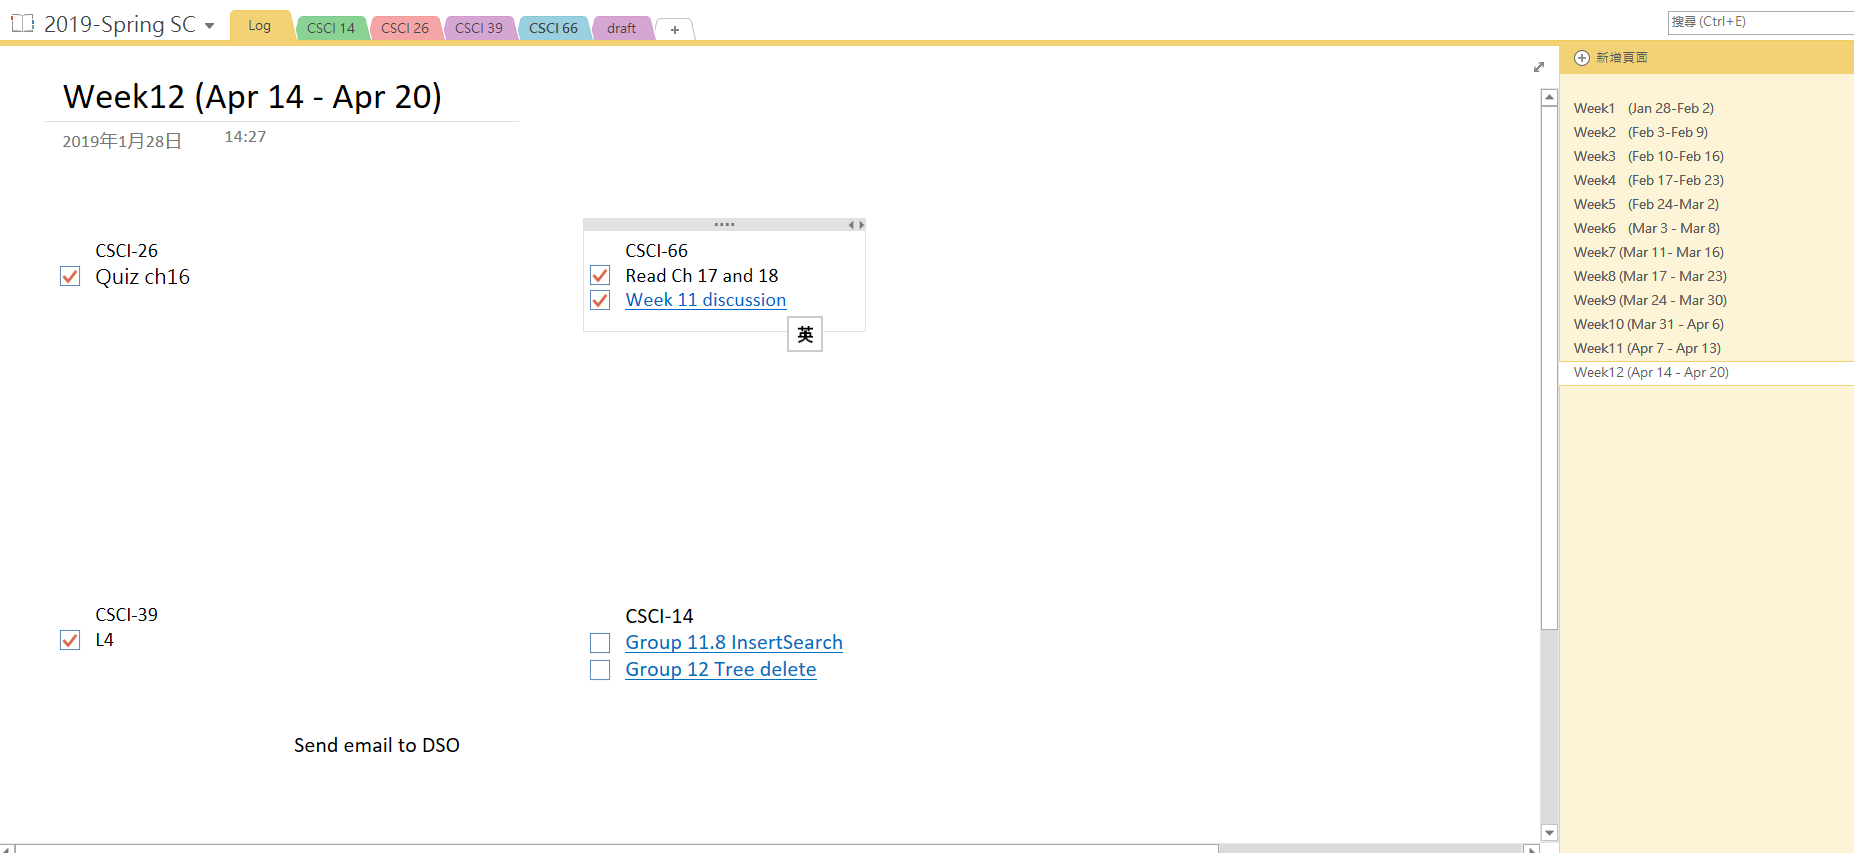 2019-Spring SC
Log
CSCI 14
CSCI 26
CSCI 39
CSCI 66
draft
+
搜尋 (Ctrl+E)
新增頁面
Week12 (Apr 14 - Apr 20)
2019年1月28日 14:27
CSCI-26
Quiz ch16
CSCI-66
Read Ch 17 and 18
Week 11 discussion
英
CSCI-39
L4
CSCI-14
Group 11.8 InsertSearch
Group 12 Tree delete
Send email to DSO
Week1 (Jan 28-Feb 2)
Week2 (Feb 3-Feb 9)
Week3 (Feb 10-Feb 16)
Week4 (Feb 17-Feb 23)
Week5 (Feb 24-Mar 2)
Week6 (Mar 3 - Mar 8)
Week7 (Mar 11- Mar 16)
Week8 (Mar 17 - Mar 23)
Week9 (Mar 24 - Mar 30)
Week10 (Mar 31 - Apr 6)
Week11 (Apr 7 - Apr 13)
Week12 (Apr 14 - Apr 20)